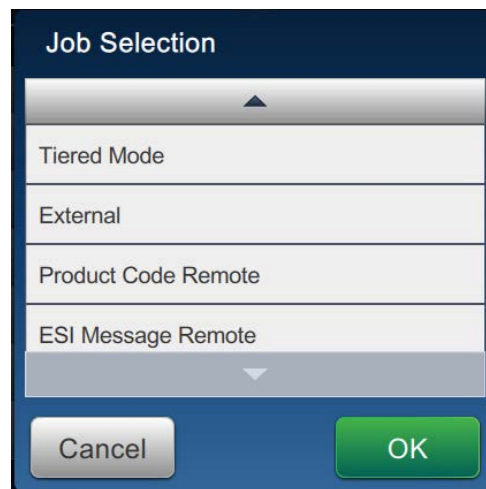 Job Selection
Tiered Mode
External
Product Code Remote
ESI Message Remote
Cancel
OK